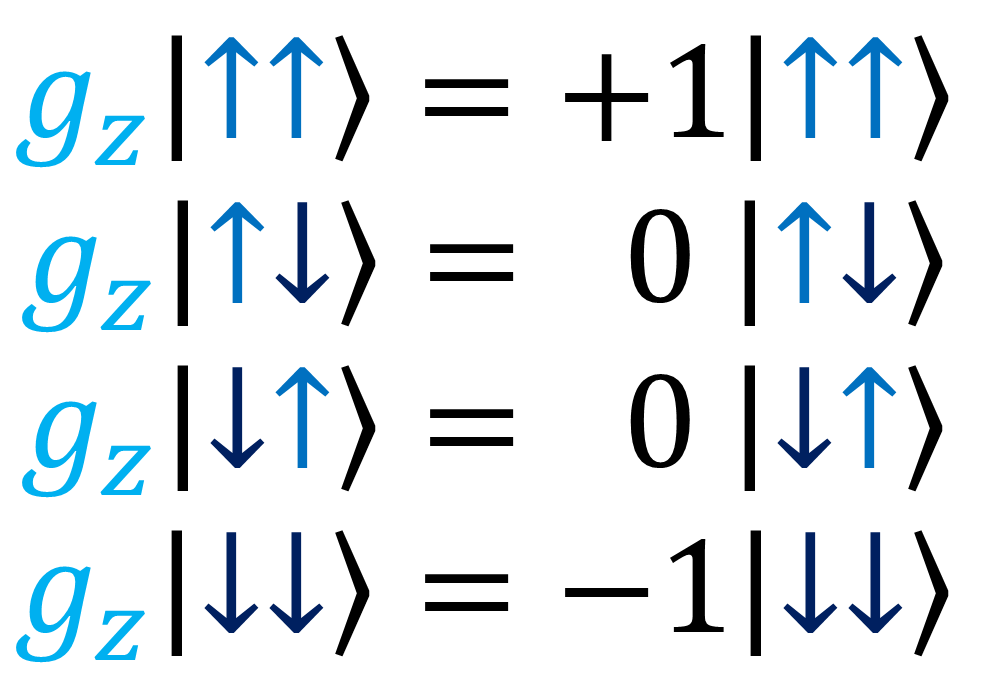 g_z|↑↑⟩ = +1|↑↑⟩
g_z|↑↓⟩ = 0 |↑↓⟩
g_z|↓↑⟩ = 0 |↓↑⟩
g_z|↓↓⟩ = −1|↓↓⟩